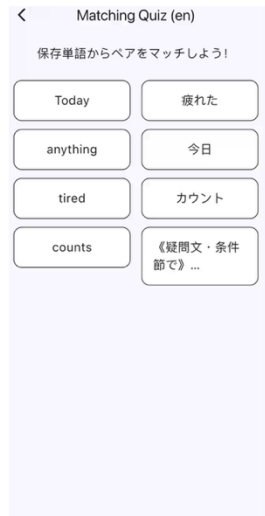 Matching Quiz (en)
保存単語からペアをマッチしよう!
Today
疲れた
anything
今日
tired
カウント
counts
《疑問文・条件
節で》...